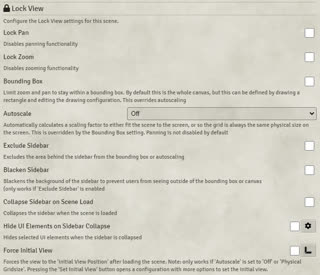 Lock View
Configure the Lock View settings for this scene.
Lock Pan
Disables panning functionality
Lock Zoom
Disables zooming functionality
Bounding Box
Limit zoom and pan to stay within a bounding box. By default this is the whole canvas, but this can be defined by drawing a
rectangle and editing the drawing configuration. This overrides autoscaling
Autoscale
Off
Automatically calculates a scaling factor to either fit the scene to the screen, or so the grid is always the same physical size on
the screen. This is overridden by the Bounding Box setting. Panning is not disabled by default
Exclude Sidebar
Excludes the area behind the sidebar from the bounding box or autoscaling
Blacken Sidebar
Blackens the background of the sidebar to prevent users from seeing outside of the bounding box or canvas
(only works if 'Exclude Sidebar' is enabled
Collapse Sidebar on Scene Load
Collapses the sidebar when the scene is loaded
Hide UI Elements on Sidebar Collapse
Hides selected UI elements when the sidebar is collapsed
Force Initial View
Forces the view to the 'Initial View Position' after loading the scene. Note: only works if 'Autoscale' is set to 'Off' or 'Physical
Gridsize'. Pressing the 'Set Initial View' button opens a configuration with more options to set the initial view.